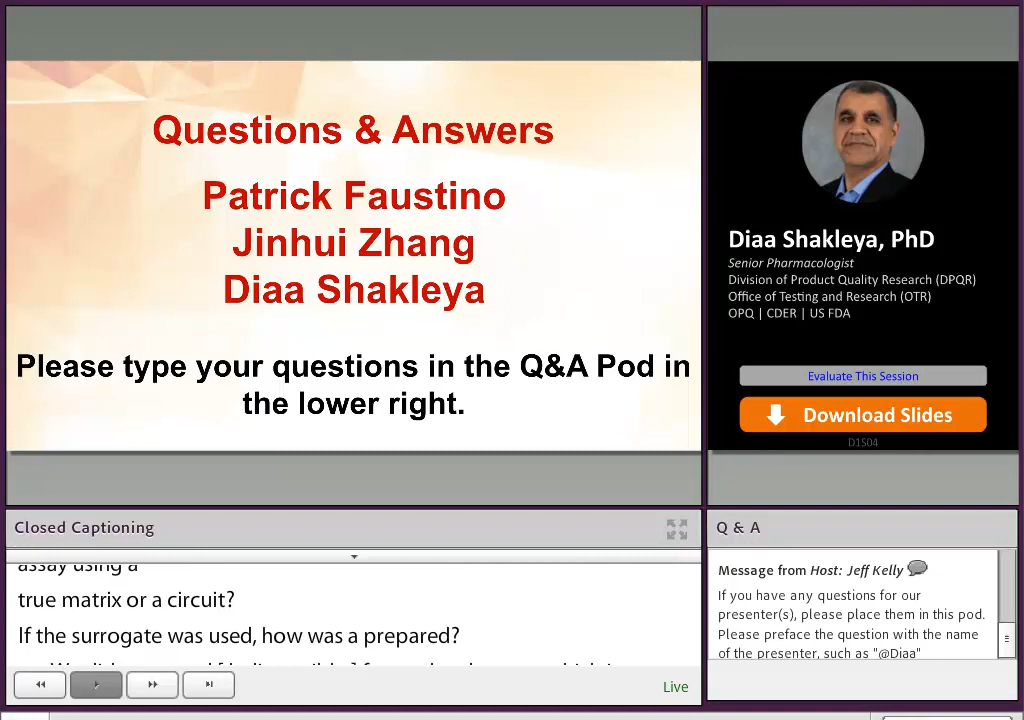 Questions & Answers
Patrick Faustino
Jinhui Zhang
Diaa Shakleya
Please type your questions in the Q&A Pod in
the lower right.
Diaa Shakleya, PhD
Senior Pharmacologist
Division of Product Quality Research (DPQR)
Office of Testing and Research (OTR)
OPQ | CDER | US FDA
Evaluate This Session
Download Slides
D1S04
Closed Captioning
assay using a
true matrix or a circuit?
If the surrogate was used, how was a prepared?
Live
Q & A
Message from Host: Jeff Kelly
If you have any questions for our
presenter(s), please place them in this pod.
Please preface the question with the name
of the presenter, such as "@Diaa"